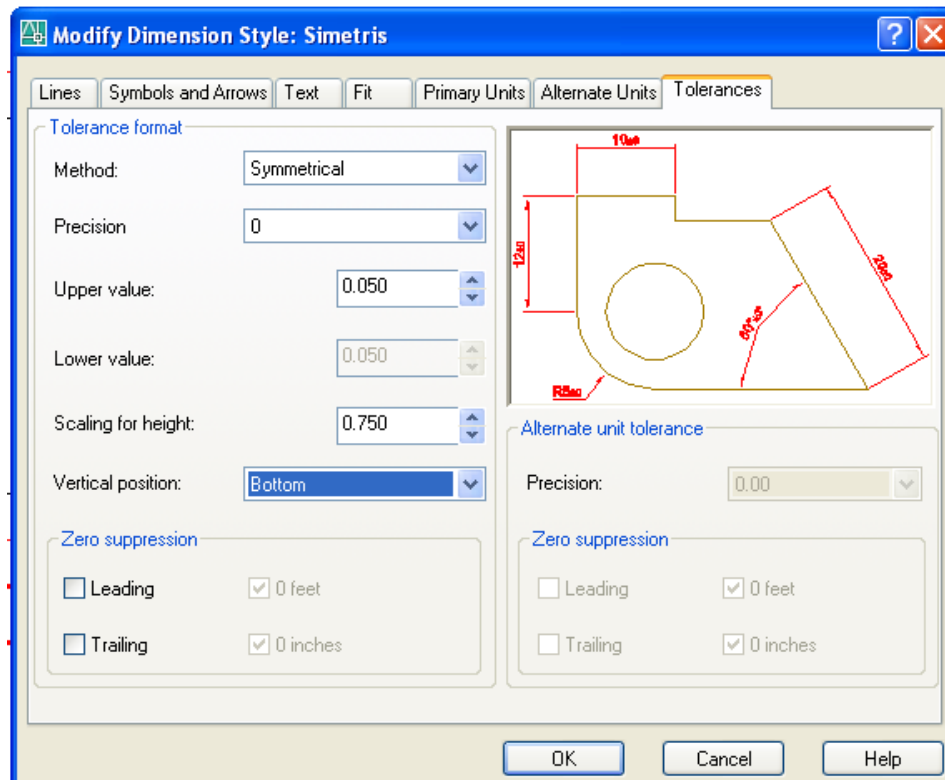 Modify Dimension Style: Simetris
Lines Symbols and Arrows Text Fit Primary Units Alternate Units Tolerances
Tolerance format
Method: Symmetrical
Precision 0
Upper value: 0.050
Lower value: 0.050
Scaling for height: 0.750
Vertical position: Bottom
Zero suppression
Leading 0 feet
Trailing 0 inches
Alternate unit tolerance
Precision: 0.00
Zero suppression
Leading 0 feet
Trailing 0 inches
OK Cancel Help